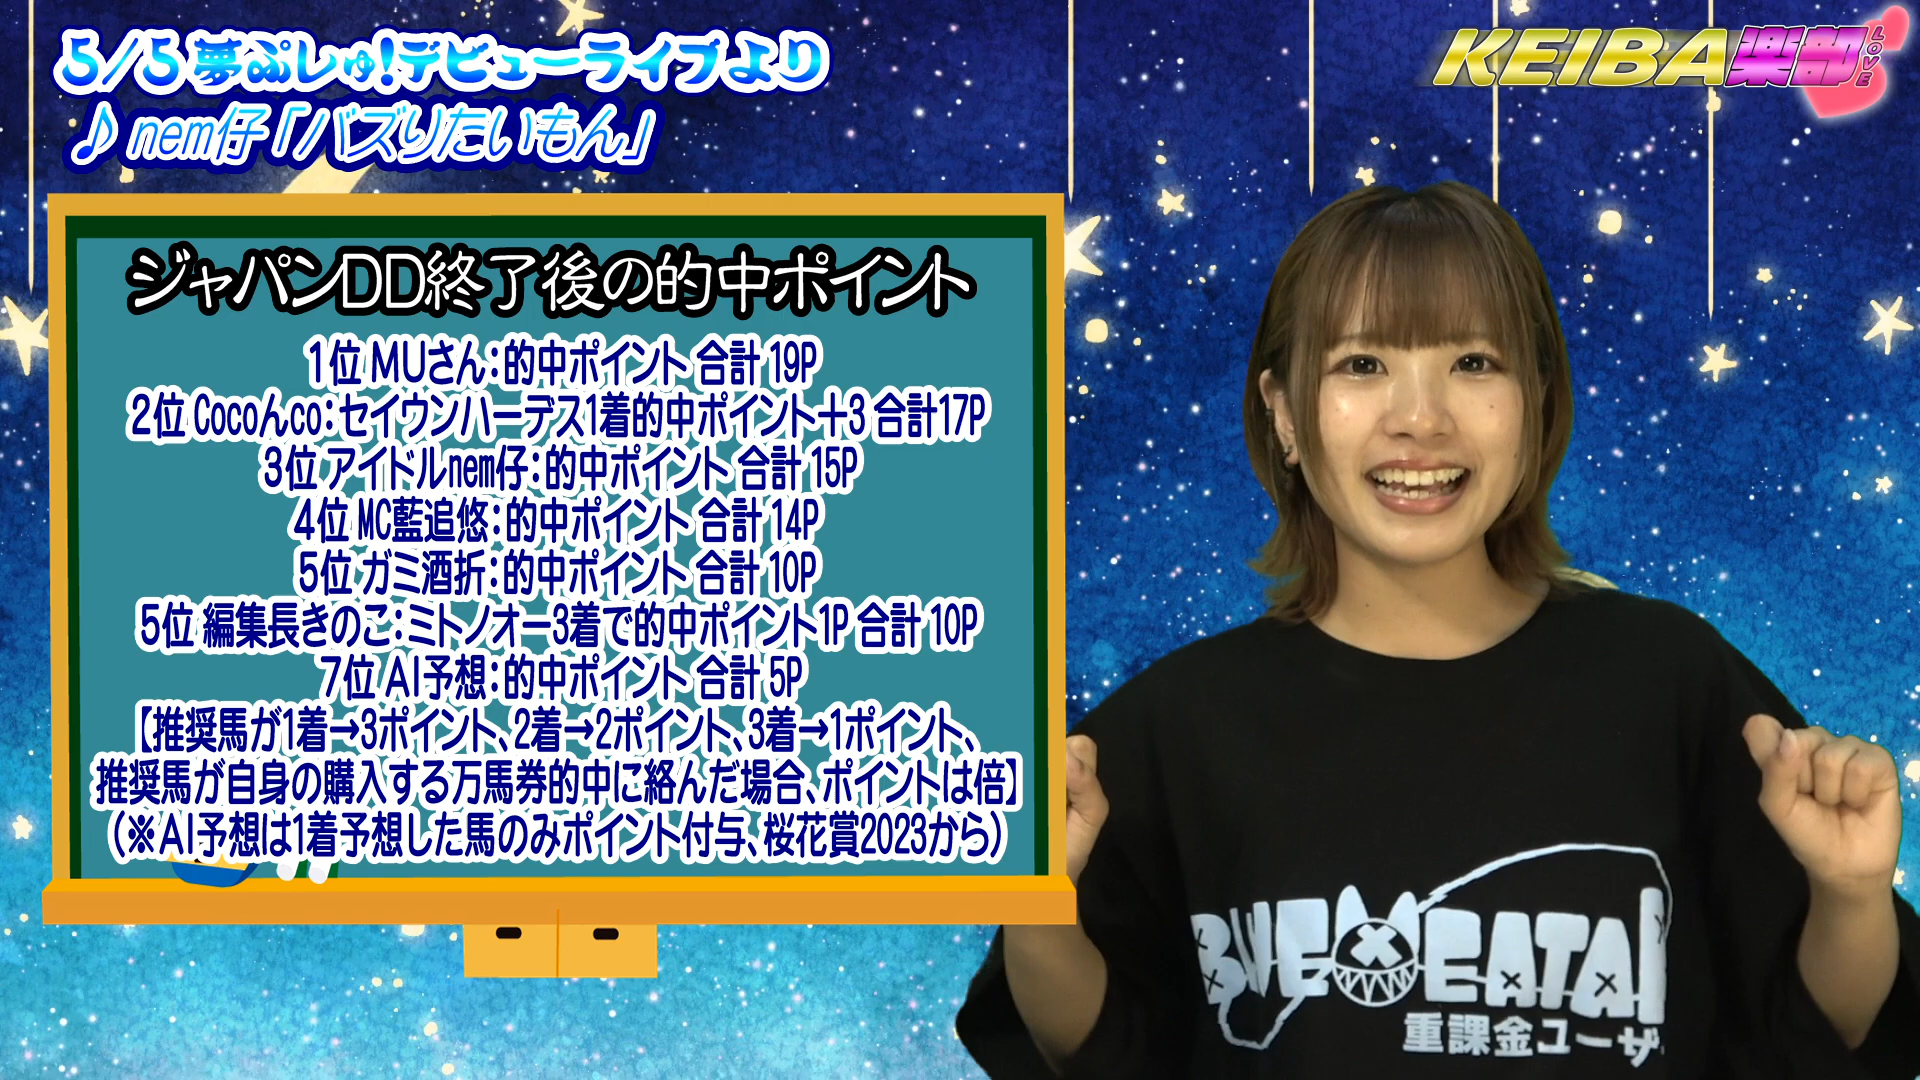 5/5 夢ぷしゅ!デビューライブより
♪ nem仔「バズりたいもん」
KEIBA楽部
LOVE
ジャパンDD終了後の的中ポイント
1位 MUさん:的中ポイント 合計 19P
2位 Cocoんco:セイウンハーデス1着的中ポイント+3 合計17P
3位 アイドルnem仔:的中ポイント 合計 15P
4位 MC藍追悠:的中ポイント 合計 14P
5位 ガミ酒折:的中ポイント 合計 10P
5位 編集長きのこ:ミトノオー3着で的中ポイント1P 合計 10P
7位 AI予想:的中ポイント 合計 5P
【推奨馬が1着→3ポイント、2着→2ポイント、3着→1ポイント、
推奨馬が自身の購入する万馬券的中に絡んだ場合、ポイントは倍】
(※AI予想は1着予想した馬のみポイント付与、桜花賞2023から)
重課金ユーザ